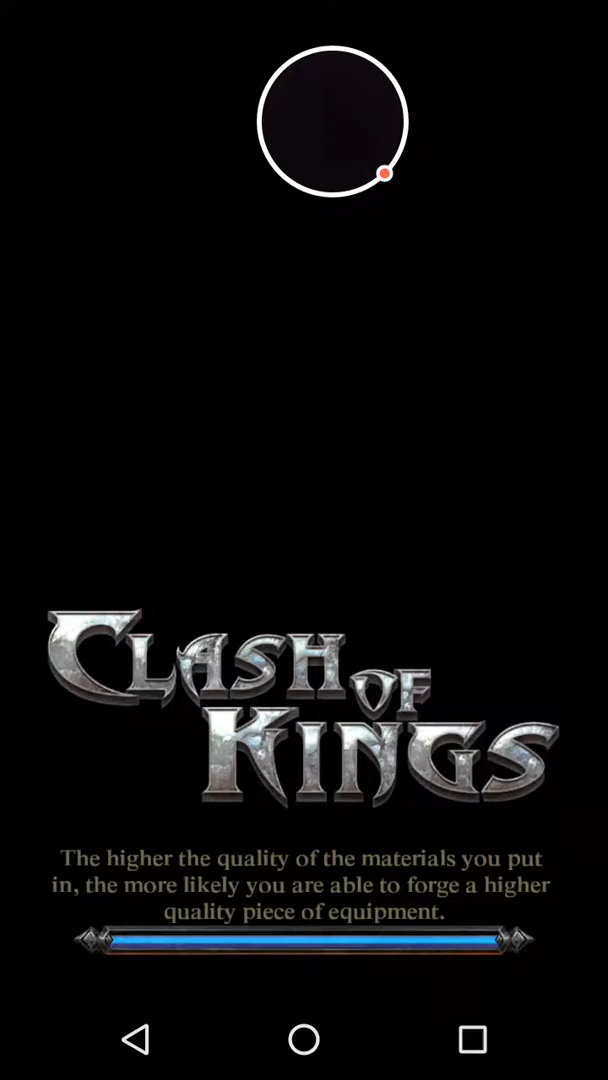 CLASH OF
KINGS
The higher the quality of the materials you put
in, the more likely you are able to forge a higher
quality piece of equipment.